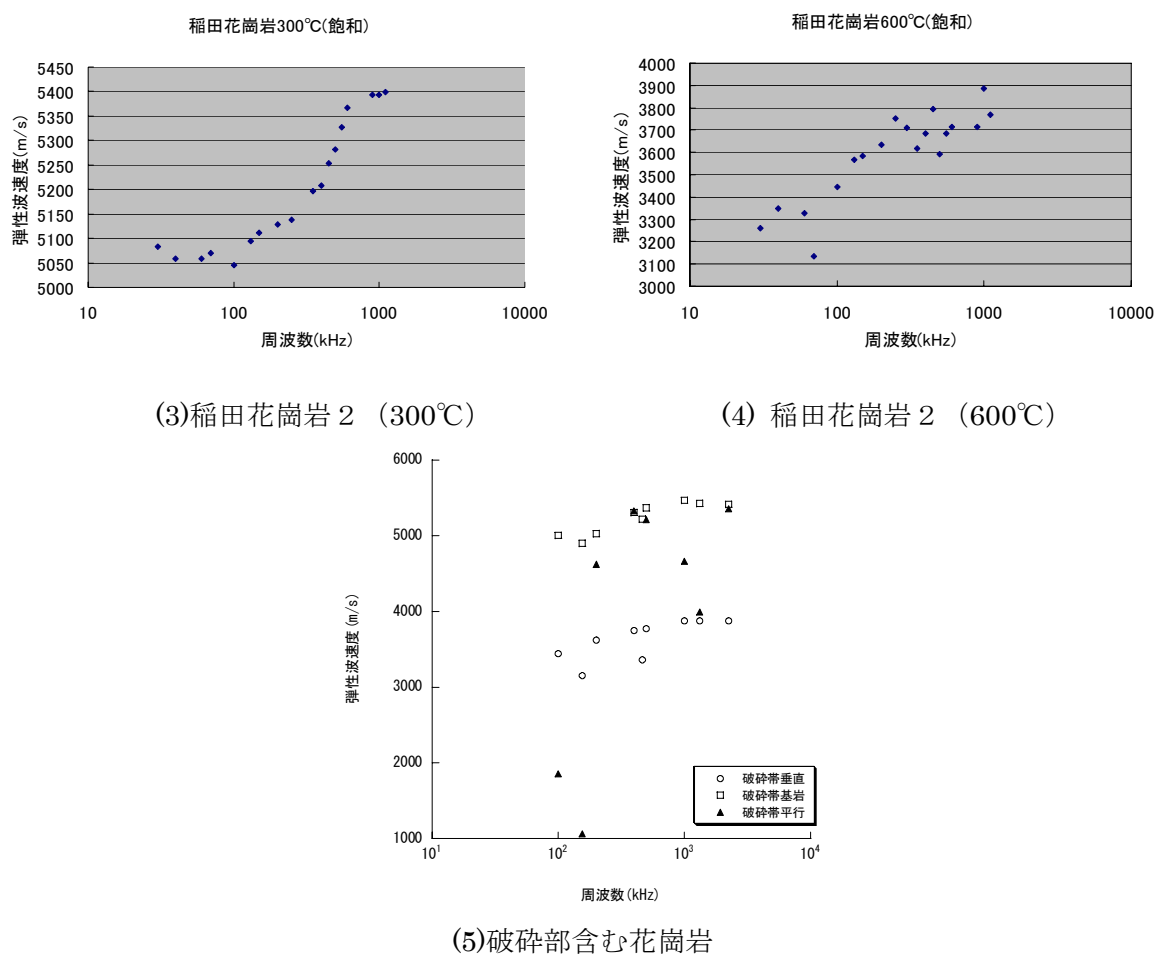 稲田花崗岩300℃(飽和)
弾性波速度(m/s)
5450
5400
5350
5300
5250
5200
5150
5100
5050
5000
10 100 1000 10000
周波数(kHz)
稲田花崗岩600℃(飽和)
弾性波速度(m/s)
4000
3900
3800
3700
3600
3500
3400
3300
3200
3100
3000
10 100 1000 10000
周波数(kHz)
(3)稲田花崗岩２（300℃）
(4) 稲田花崗岩２（600℃）
弾性波速度(m/s)
6000
5000
4000
3000
2000
1000
破砕帯垂直
破砕帯基岩
破砕帯平行
10¹ 10² 10³ 10⁴
周波数(kHz)
(5)破砕部含む花崗岩